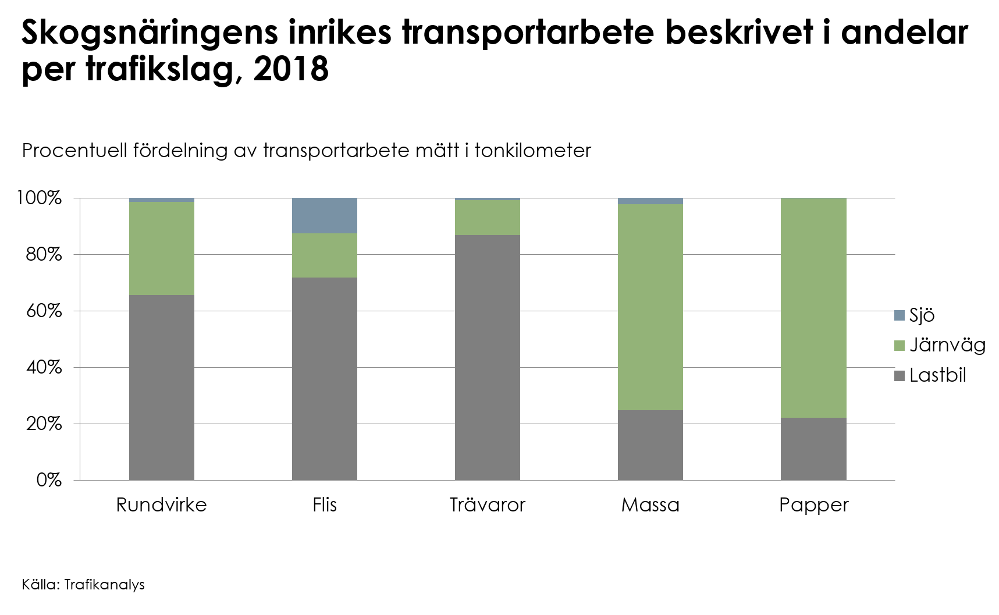 Skogsnäringens inrikes transportarbete beskrivet i andelar
per trafikslag, 2018
Procentuell fördelning av transportarbete mätt i tonkilometer
100%
80%
60%
40%
20%
0%
Rundvirke
Flis
Trävaror
Massa
Papper
Sjö
Järnväg
Lastbil
Källa: Trafikanalys